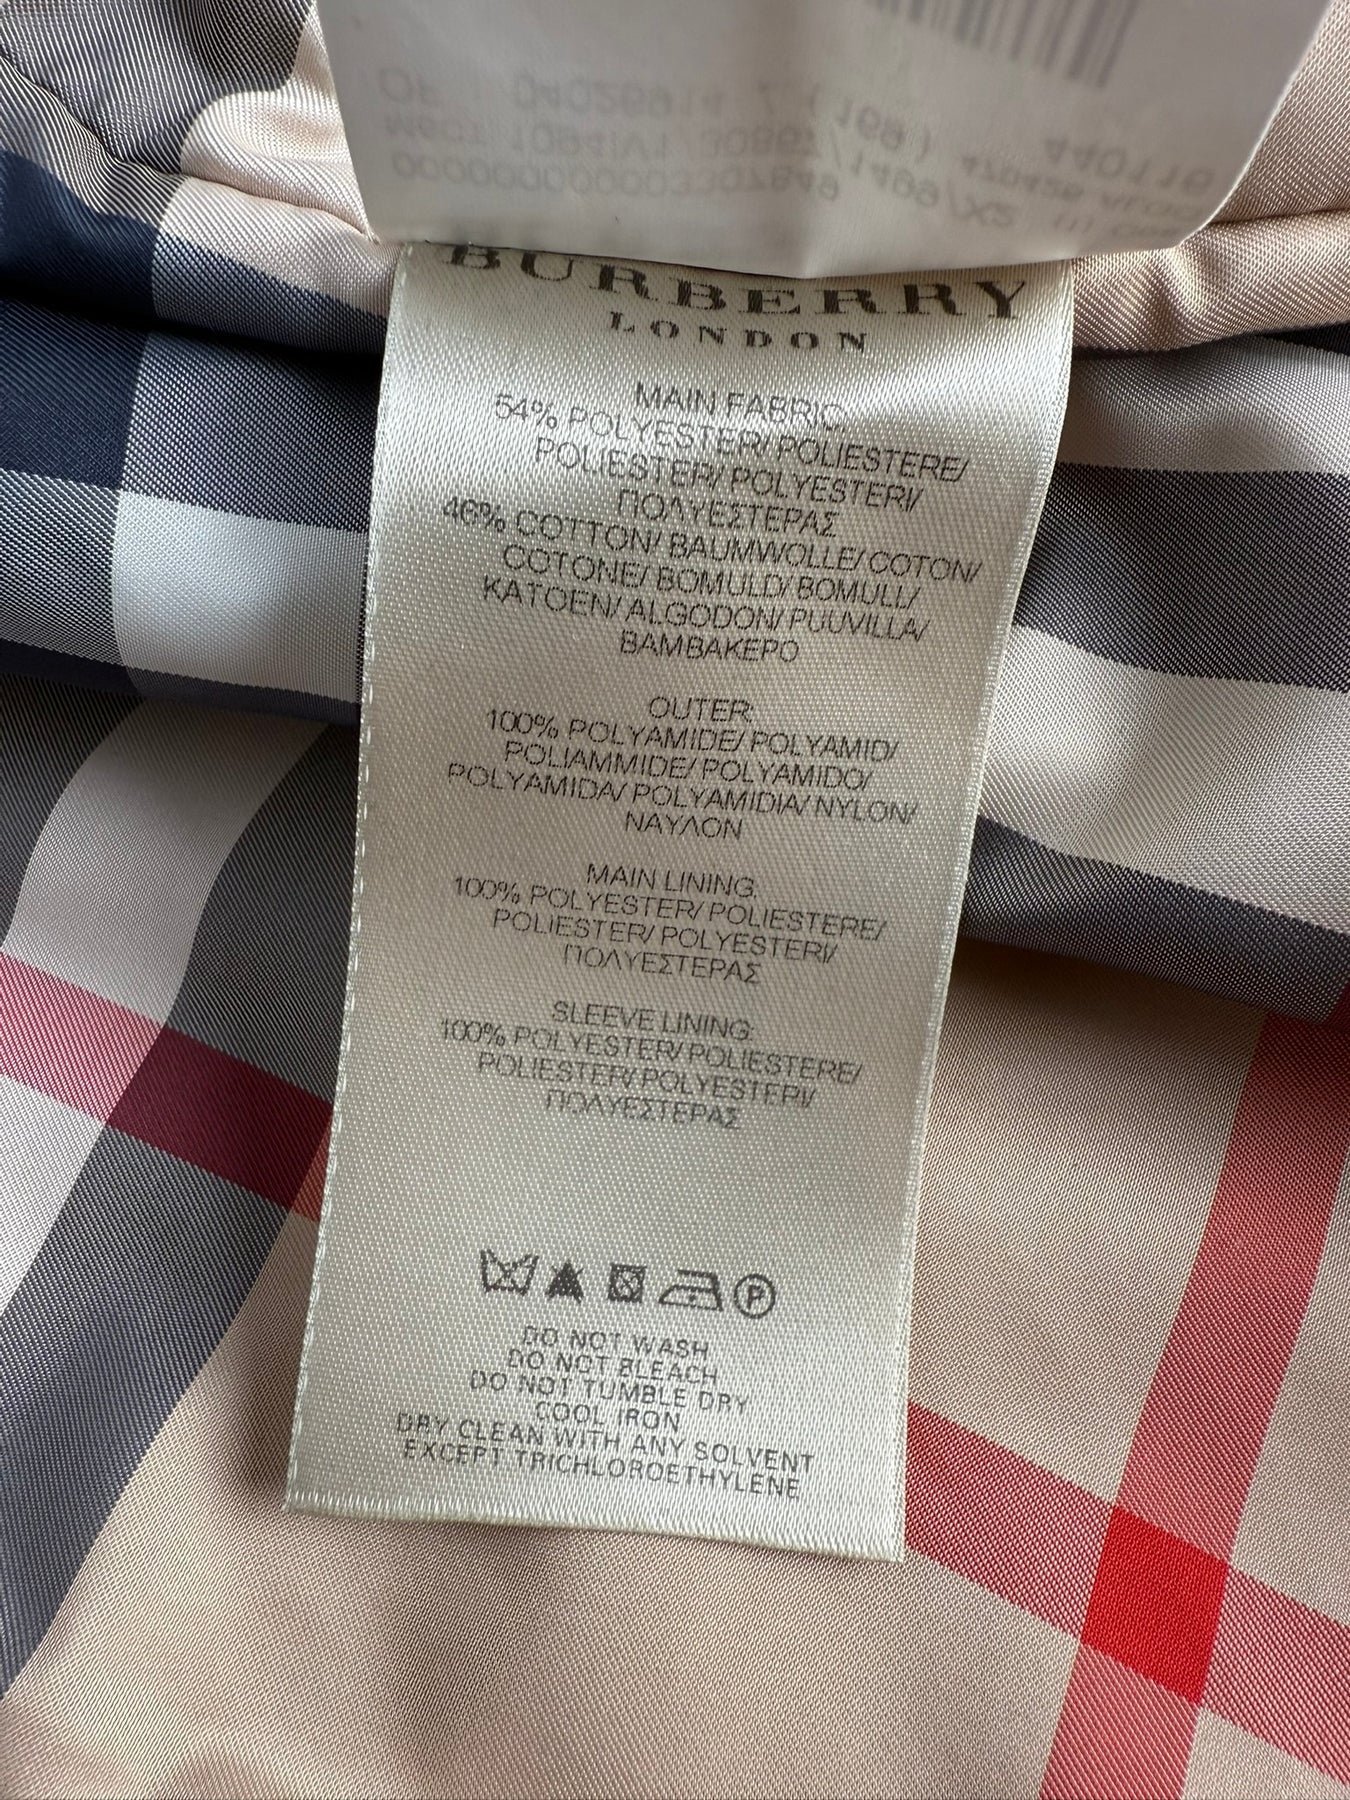 BURBERRY
LONDON
MAIN FABRIC:
54% POLYESTER/ POLIESTERE/
POLIESTER/ POLYESTERI/
ΠΟΛΥΕΣΤΕΡΑΣ
46% COTTON/ BAUMWOLLE/ COTON/
COTONE/ BOMULD/ BOMULL/
KATOEN/ ALGODON/ PUUVILLA/
ΒΑΜΒΑΚΕΡΟ
OUTER:
100% POLYAMIDE/ POLYAMID/
POLIAMMIDE/ POLYAMIDO/
POLYAMIDA/ POLYAMIDIA/ NYLON/
ΝΑΥΛΟΝ
MAIN LINING:
100% POLYESTER/ POLIESTERE/
POLIESTER/ POLYESTERI/
ΠΟΛΥΕΣΤΕΡΑΣ
SLEEVE LINING:
100% POLYESTER/ POLIESTERE/
POLIESTER/ POLYESTERI/
ΠΟΛΥΕΣΤΕΡΑΣ
P
DO NOT WASH
DO NOT BLEACH
DO NOT TUMBLE DRY
COOL IRON
DRY CLEAN WITH ANY SOLVENT
EXCEPT TRICHLOROETHYLENE